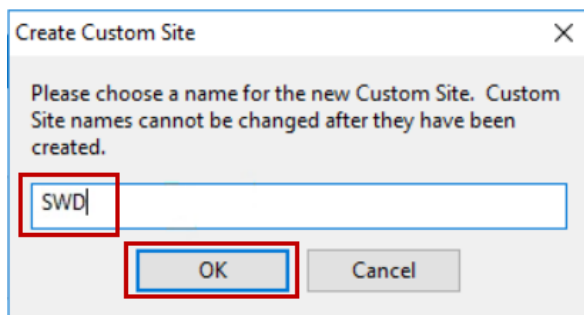 Create Custom Site
Please choose a name for the new Custom Site.  Custom
Site names cannot be changed after they have been
created.
SWD
OK Cancel